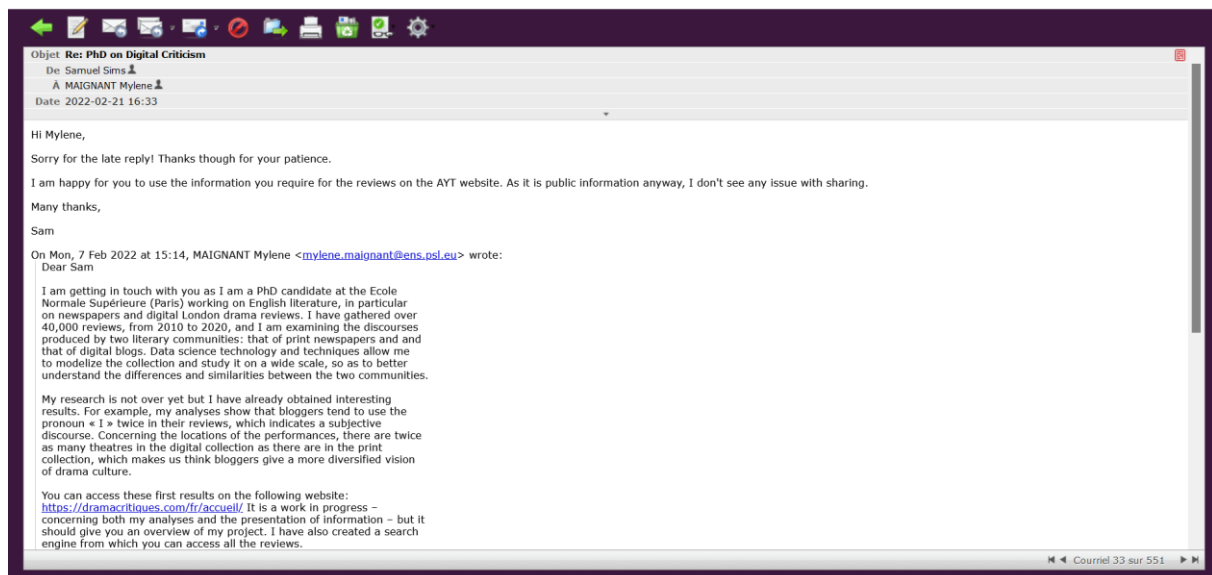 Objet Re: PhD on Digital Criticism
De Samuel Sims
À MAIGNANT Mylene
Date 2022-02-21 16:33
Hi Mylene,
Sorry for the late reply! Thanks though for your patience.
I am happy for you to use the information you require for the reviews on the AYT website. As it is public information anyway, I don't see any issue with sharing.
Many thanks,
Sam
On Mon, 7 Feb 2022 at 15:14, MAIGNANT Mylene <mylene.maignant@ens.psl.eu> wrote:
Dear Sam
I am getting in touch with you as I am a PhD candidate at the Ecole
Normale Supérieure (Paris) working on English literature, in particular
on newspapers and digital London drama reviews. I have gathered over
40,000 reviews, from 2010 to 2020, and I am examining the discourses
produced by two literary communities: that of print newspapers and and
that of digital blogs. Data science technology and techniques allow me
to modelize the collection and study it on a wide scale, so as to better
understand the differences and similarities between the two communities.
My research is not over yet but I have already obtained interesting
results. For example, my analyses show that bloggers tend to use the
pronoun « I » twice in their reviews, which indicates a subjective
discourse. Concerning the locations of the performances, there are twice
as many theatres in the digital collection as there are in the print
collection, which makes us think bloggers give a more diversified vision
of drama culture.
You can access these first results on the following website:
https://dramacritiques.com/fr/accueil/ It is a work in progress –
concerning both my analyses and the presentation of information – but it
should give you an overview of my project. I have also created a search
engine from which you can access all the reviews.
Courriel 33 sur 551